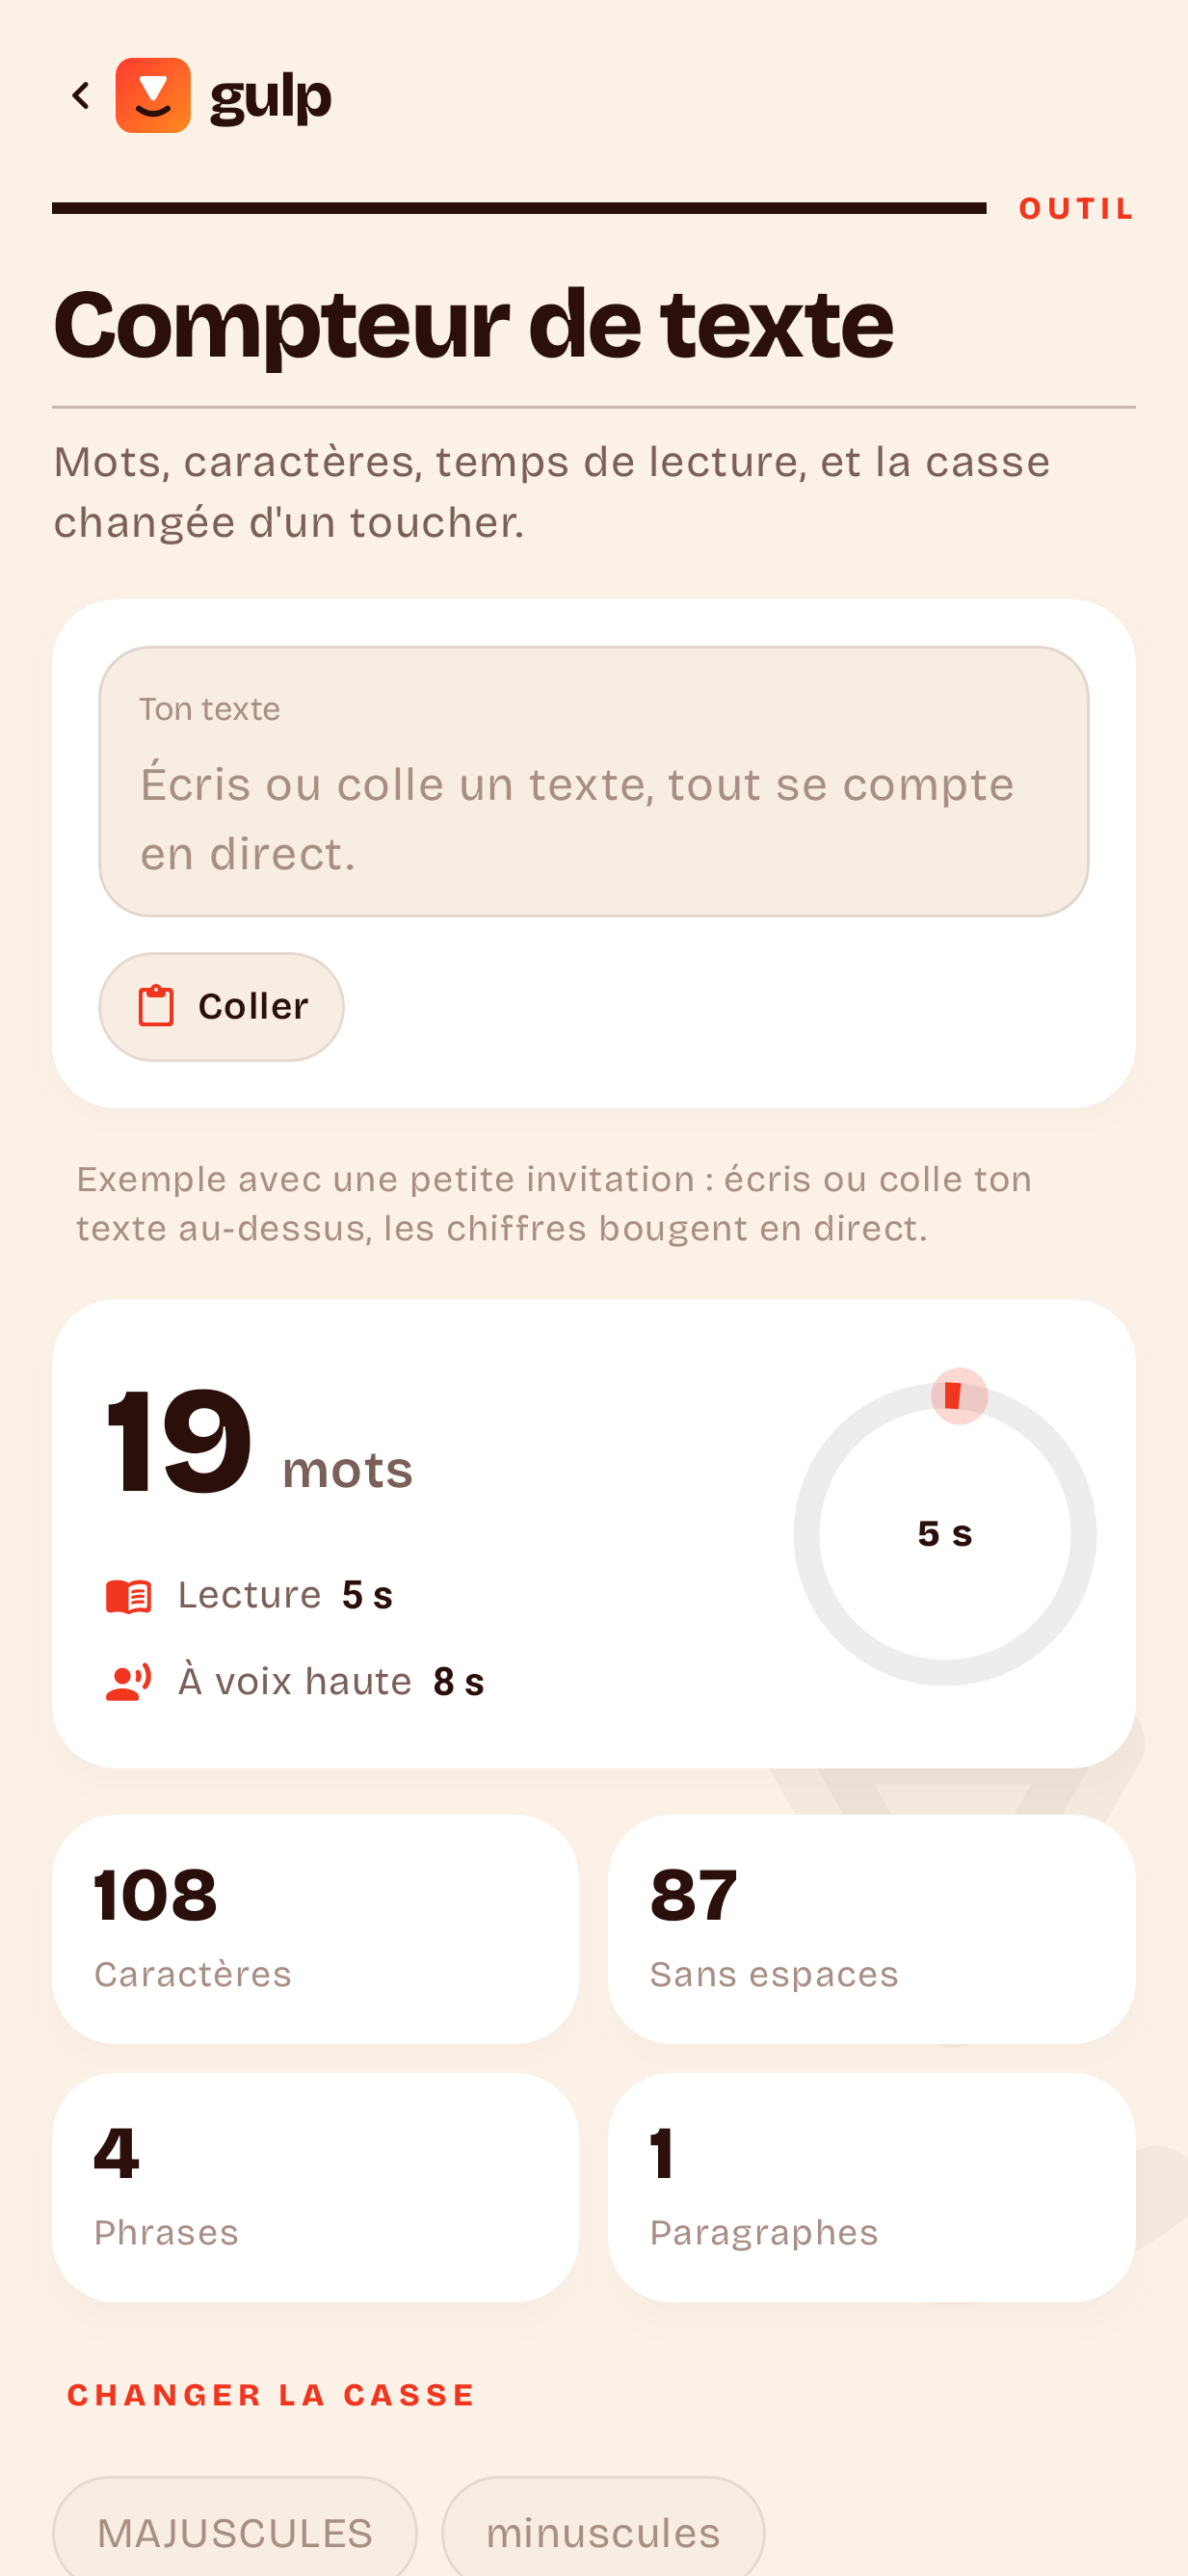 gulp
OUTIL
Compteur de texte
Mots, caractères, temps de lecture, et la casse
changée d'un toucher.
Ton texte
Écris ou colle un texte, tout se compte
en direct.
Coller
Exemple avec une petite invitation : écris ou colle ton
texte au-dessus, les chiffres bougent en direct.
19 mots
5 s
Lecture 5 s
À voix haute 8 s
108
Caractères
87
Sans espaces
4
Phrases
1
Paragraphes
CHANGER LA CASSE
MAJUSCULES
minuscules